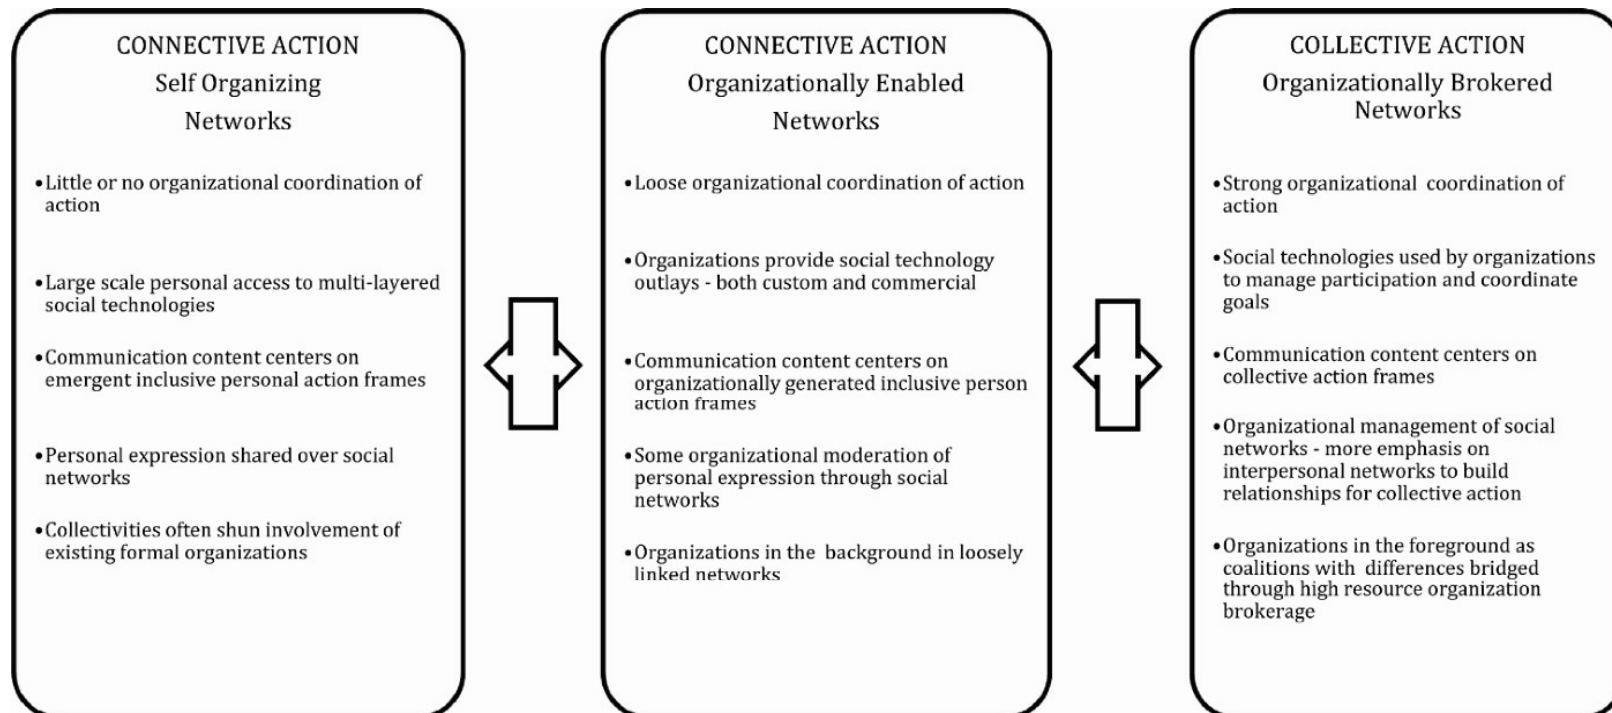 CONNECTIVE ACTION
Self Organizing
Networks
•Little or no organizational coordination of
action
•Large scale personal access to multi-layered
social technologies
•Communication content centers on
emergent inclusive personal action frames
•Personal expression shared over social
networks
•Collectivities often shun involvement of
existing formal organizations
CONNECTIVE ACTION
Organizationally Enabled
Networks
•Loose organizational coordination of action
•Organizations provide social technology
outlays - both custom and commercial
•Communication content centers on
organizationally generated inclusive person
action frames
•Some organizational moderation of
personal expression through social
networks
•Organizations in the background in loosely
linked networks
COLLECTIVE ACTION
Organizationally Brokered
Networks
•Strong organizational coordination of
action
•Social technologies used by organizations
to manage participation and coordinate
goals
•Communication content centers on
collective action frames
•Organizational management of social
networks - more emphasis on
interpersonal networks to build
relationships for collective action
•Organizations in the foreground as
coalitions with differences bridged
through high resource organization
brokerage